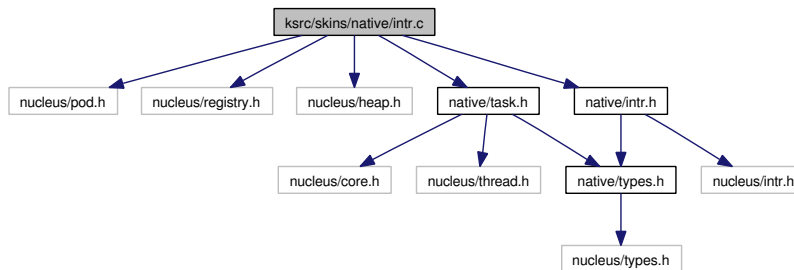 ksrc/skins/native/intr.c
nucleus/pod.h
nucleus/registry.h
nucleus/heap.h
native/task.h
native/intr.h
nucleus/core.h
nucleus/thread.h
native/types.h
nucleus/intr.h
nucleus/types.h